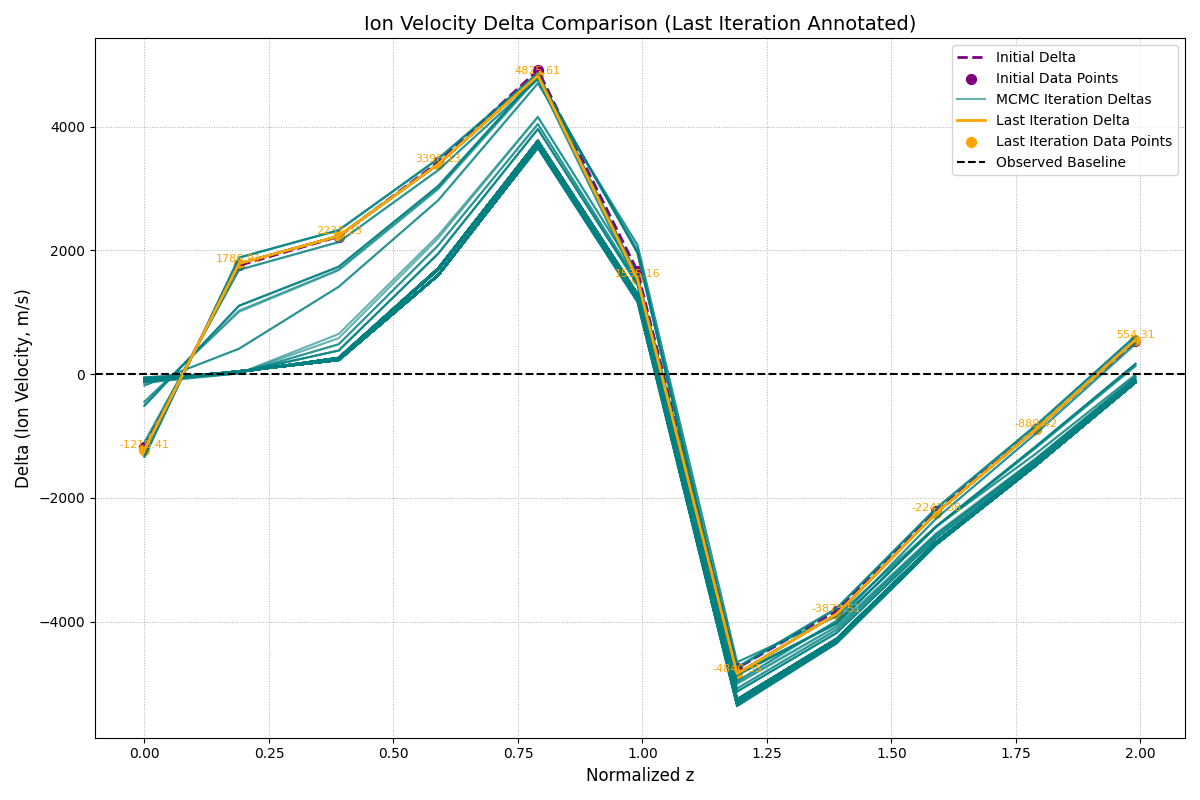 Ion Velocity Delta Comparison (Last Iteration Annotated)
Initial Delta
Initial Data Points
MCMC Iteration Deltas
Last Iteration Delta
Last Iteration Data Points
Observed Baseline
Delta (Ion Velocity, m/s)
4000
2000
0
−2000
−4000
554.31
0.00
0.25
0.50
0.75
1.00
1.25
1.50
1.75
2.00
Normalized z